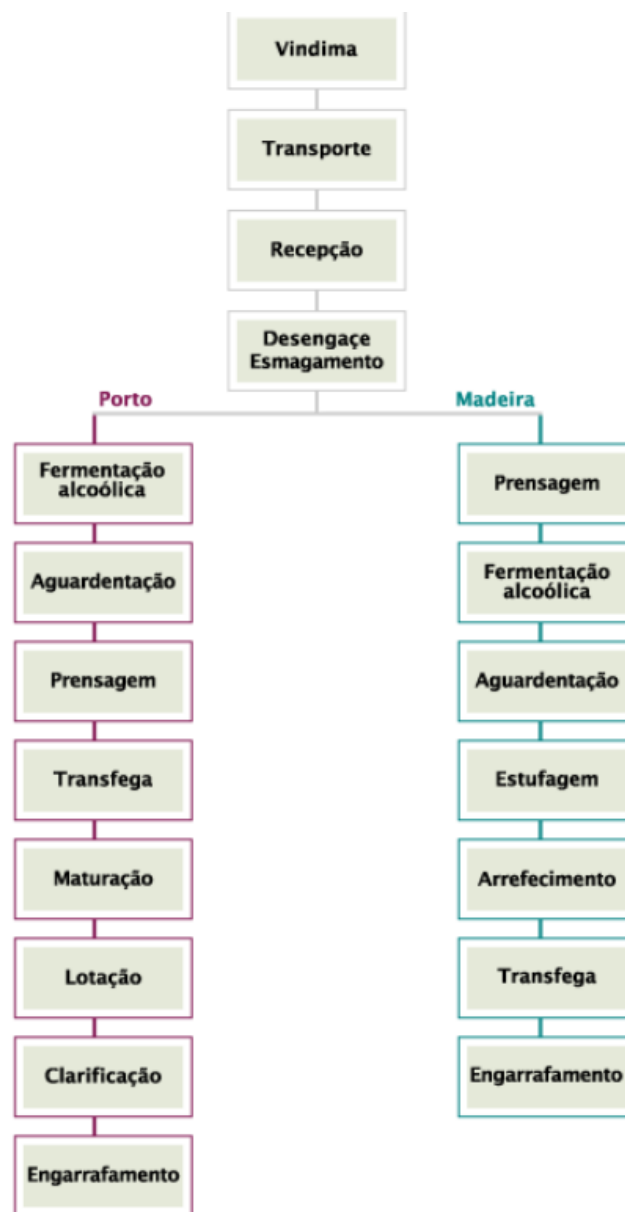 Vindima
Transporte
Recepção
Desengaçe
Esmagamento
Porto
Madeira
Fermentação
alcoólica
Aguardentação
Prensagem
Transfega
Maturação
Lotação
Clarificação
Engarrafamento
Prensagem
Fermentação
alcoólica
Aguardentação
Estufagem
Arrefecimento
Transfega
Engarrafamento